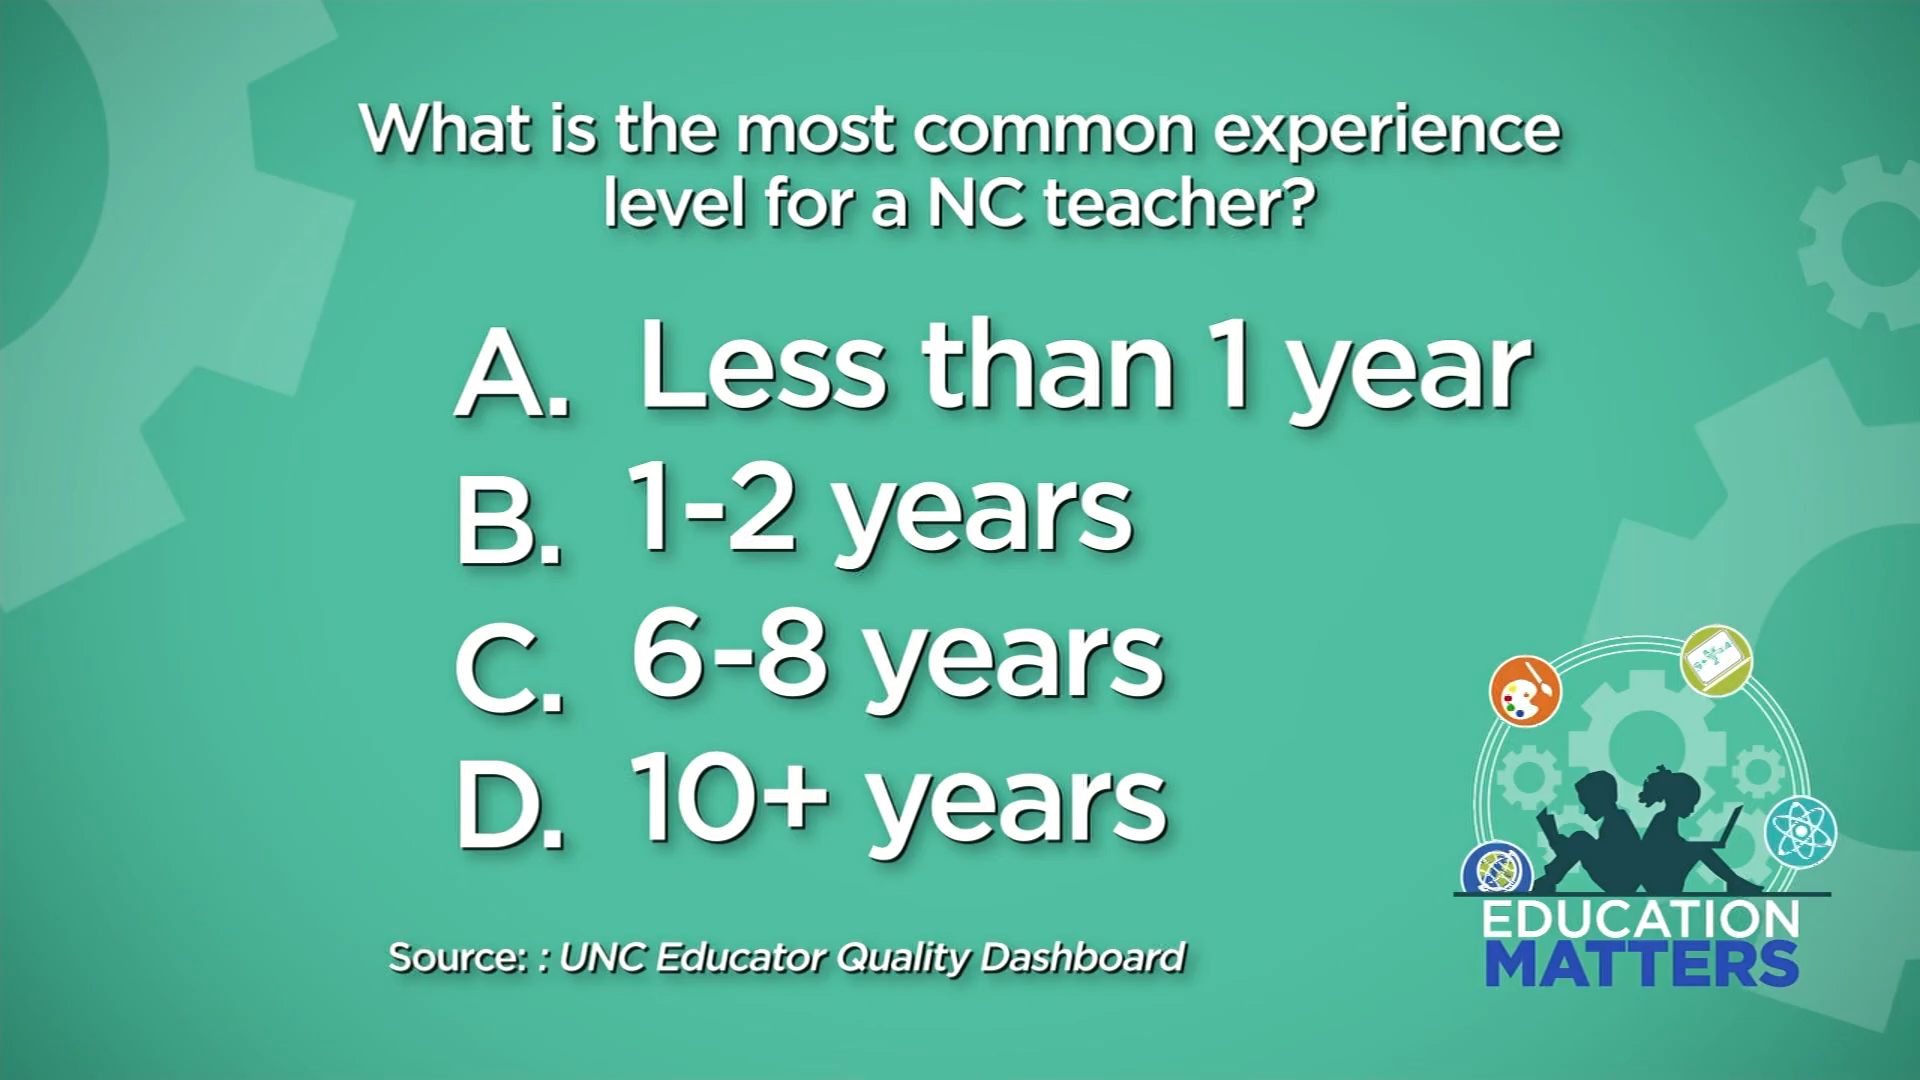 What is the most common experience
level for a NC teacher?
A. Less than 1 year
B. 1-2 years
C. 6-8 years
D. 10+ years
Source: : UNC Educator Quality Dashboard
EDUCATION
MATTERS